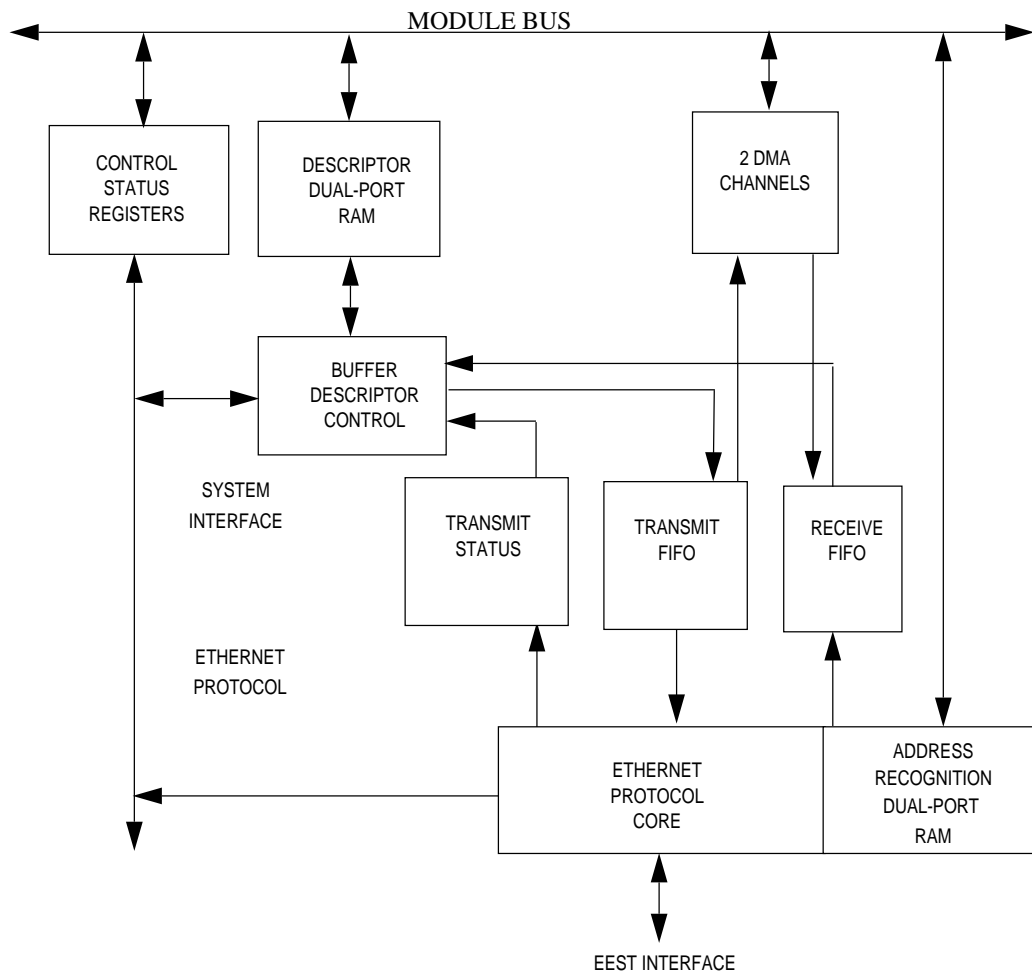 MODULE BUS
CONTROL
STATUS
REGISTERS
DESCRIPTOR
DUAL-PORT
RAM
2 DMA
CHANNELS
BUFFER
DESCRIPTOR
CONTROL
SYSTEM
INTERFACE
TRANSMIT
STATUS
TRANSMIT
FIFO
RECEIVE
FIFO
ETHERNET
PROTOCOL
ETHERNET
PROTOCOL
CORE
ADDRESS
RECOGNITION
DUAL-PORT
RAM
EEST INTERFACE